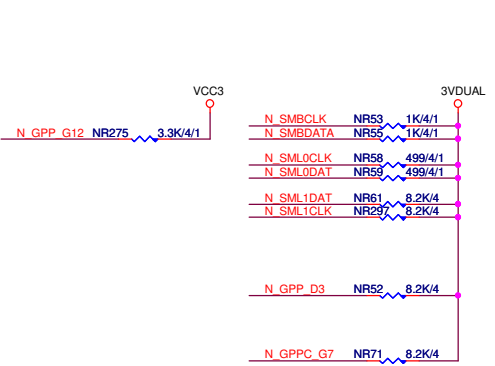 VCC3 3VDUAL
N_SMBCLK NR53 1K/4/1
N_GPP_G12 NR275 3.3K/4/1 N_SMBDATA NR55 1K/4/1
N_SML0CLK NR58 499/4/1
N_SML0DAT NR59 499/4/1
N_SML1DAT NR61 8.2K/4
N_SML1CLK NR297 8.2K/4
N_GPP_D3 NR52 8.2K/4
N_GPPC_G7 NR71 8.2K/4